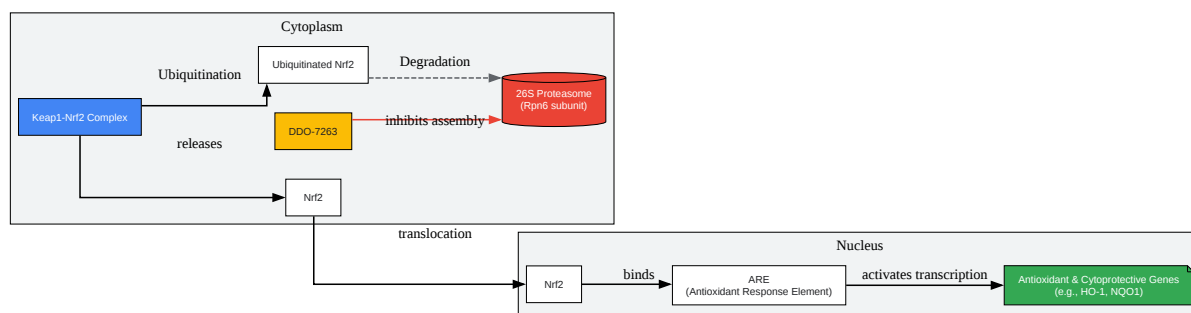 Cytoplasm
Ubiquitination
Ubiquitinated Nrf2
Degradation
26S Proteasome
(Rpn6 subunit)
Keap1-Nrf2 Complex
DDO-7263
inhibits assembly
releases
Nrf2
translocation
Nucleus
Nrf2
binds
ARE
(Antioxidant Response Element)
activates transcription
Antioxidant & Cytoprotective Genes
(e.g., HO-1, NQO1)